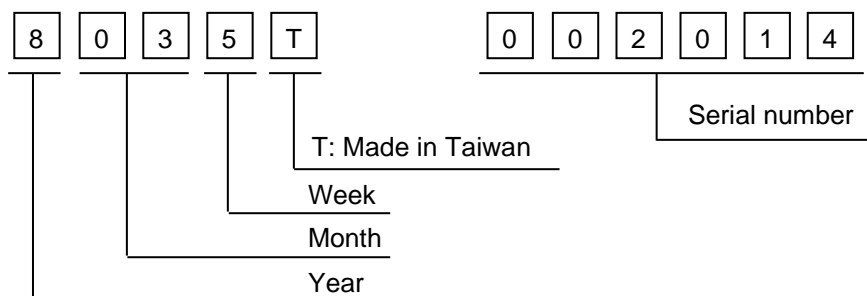 8 0 3 5 T 0 0 2 0 1 4
Serial number
T: Made in Taiwan
Week
Month
Year